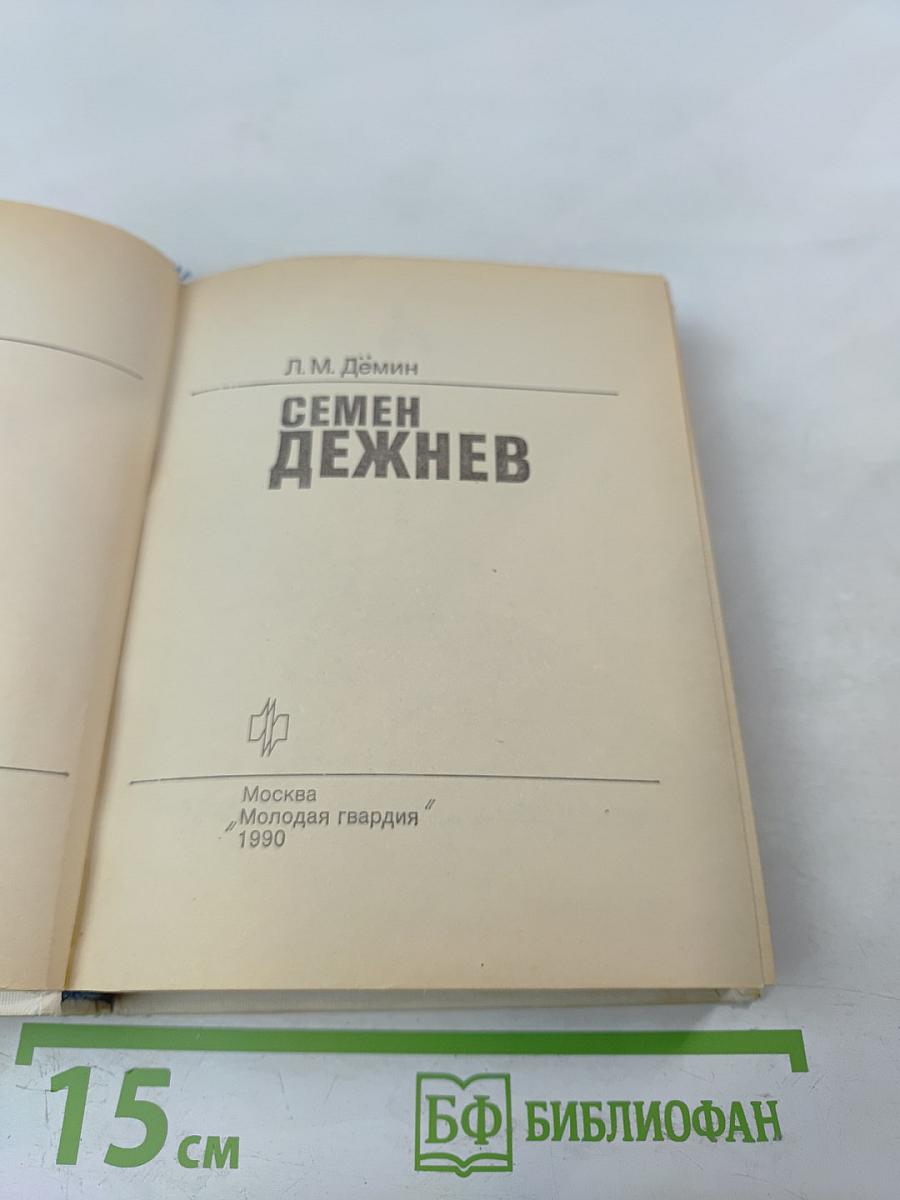 Л. М. Дёмин
СЕМЕН
ДЕЖНЕВ
Москва
„Молодая гвардия”
1990
15 см
БФ БИБЛИОФАН